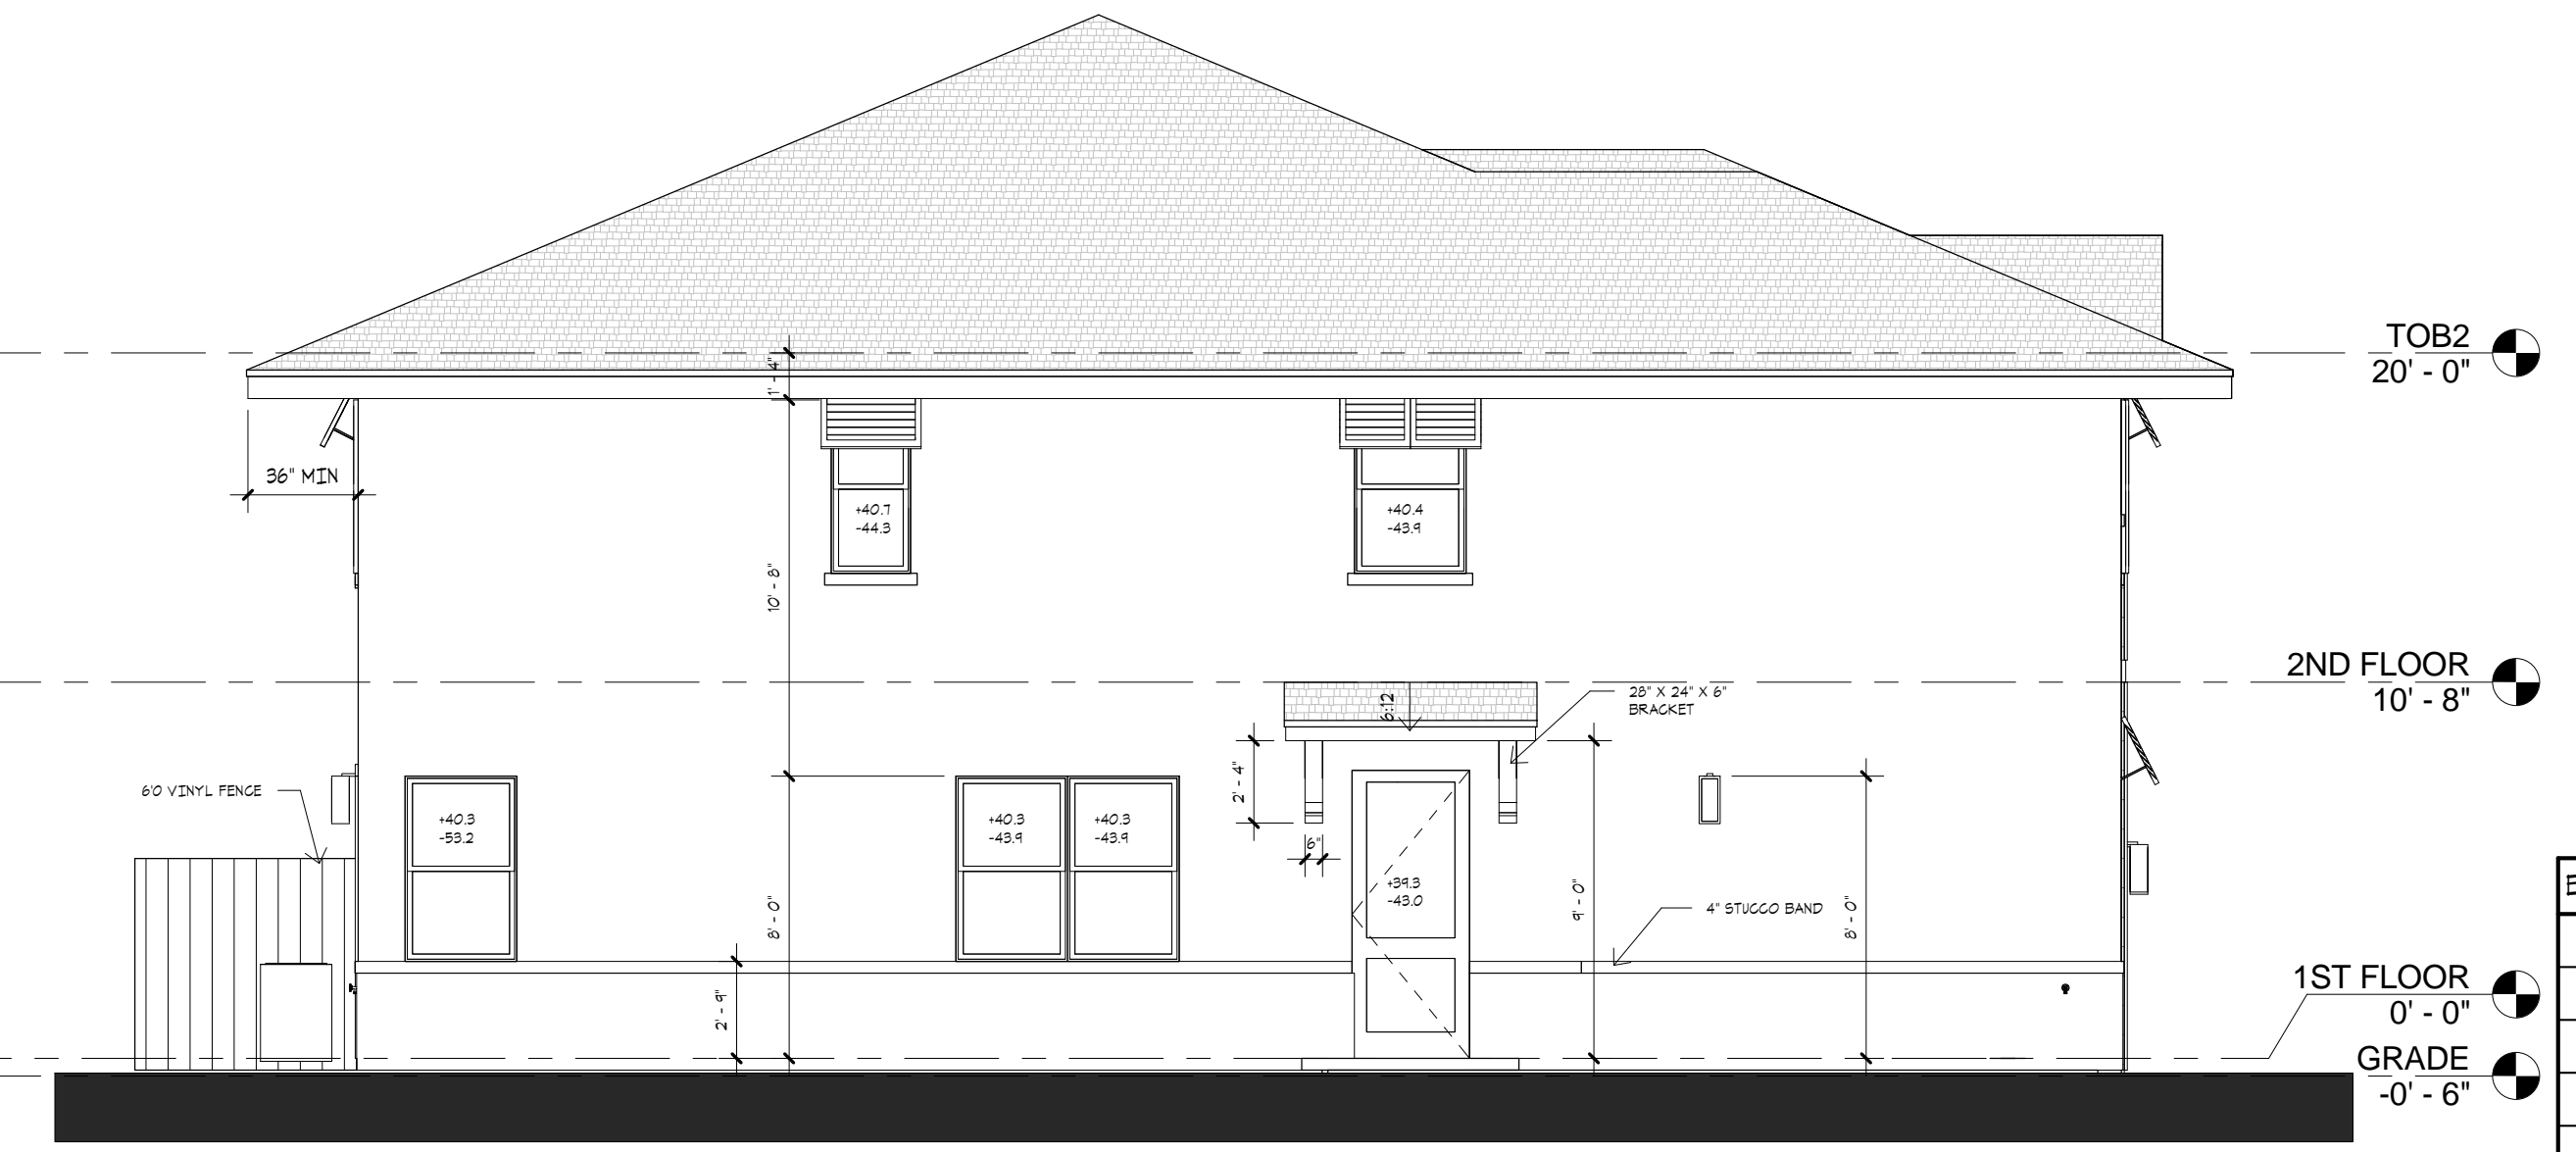 TOB2
20' - 0"
1' - 4"
36" MIN
+40.7
-44.3
+40.4
-43.9
10' - 8"
2ND FLOOR
10' - 8"
28" X 24" X 6"
BRACKET
6:12
2' - 4"
6'0 VINYL FENCE
+40.3
-53.2
+40.3
-43.9
+40.3
-43.9
6"
+39.3
-43.0
8' - 0"
9' - 0"
4" STUCCO BAND
8' - 0"
2' - 9"
1ST FLOOR
0' - 0"
GRADE
-0' - 6"